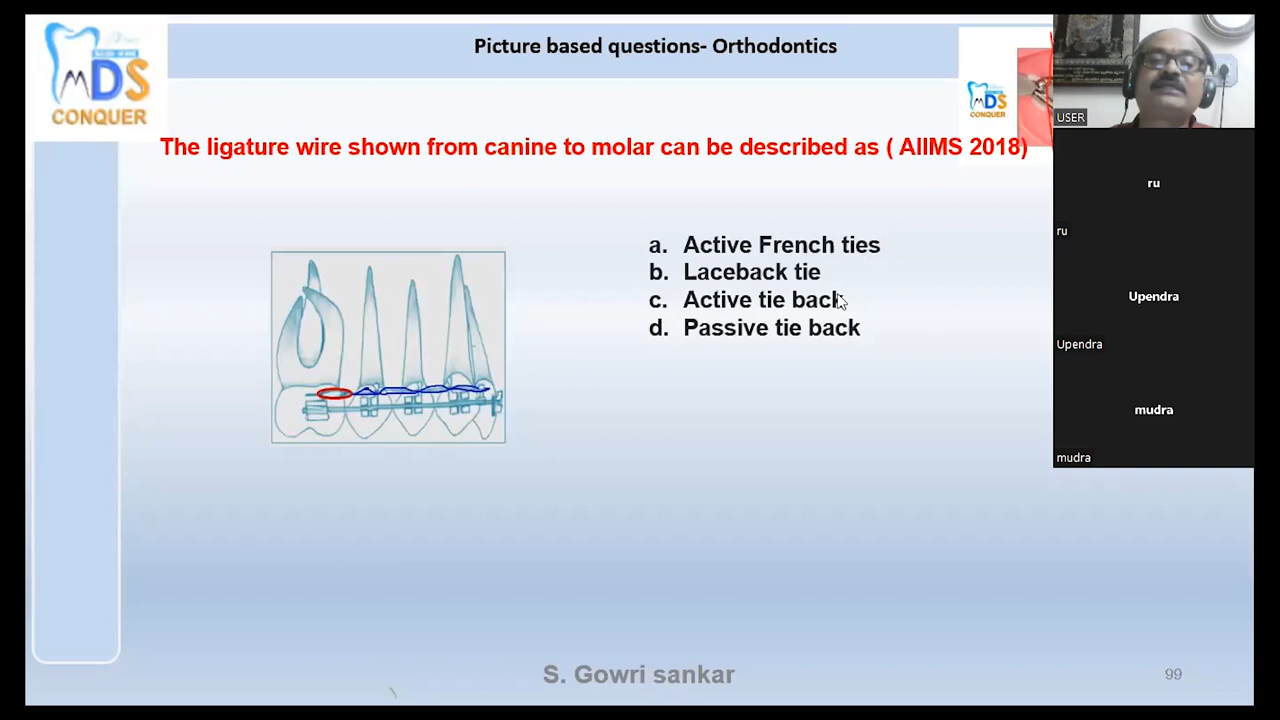 Picture based questions- Orthodontics
MDS
CONQUER
MDS
CONQUER
USER
The ligature wire shown from canine to molar can be described as ( AIIMS 2018)
ru
ru
a. Active French ties
b. Laceback tie
c. Active tie back
d. Passive tie back
Upendra
Upendra
mudra
mudra
S. Gowri sankar
99